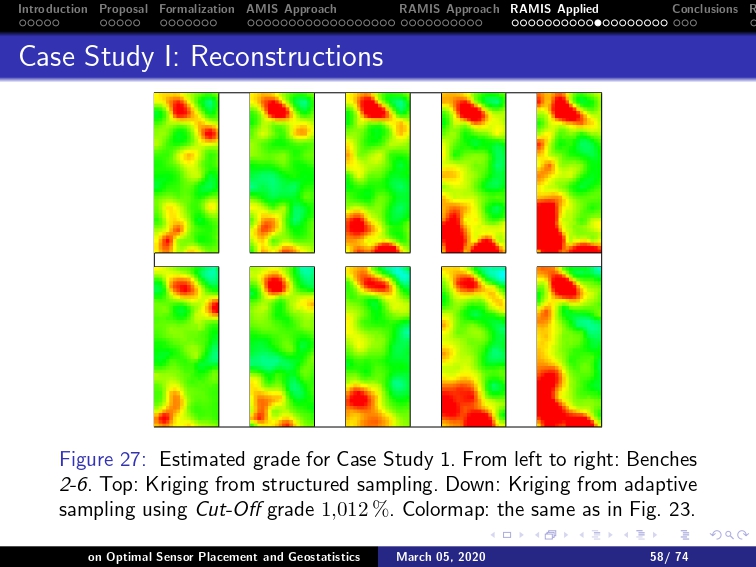 Introduction Proposal Formalization AMIS Approach RAMIS Approach RAMIS Applied Conclusions R
Case Study I: Reconstructions
Figure 27: Estimated grade for Case Study 1. From left to right: Benches
2-6. Top: Kriging from structured sampling. Down: Kriging from adaptive
sampling using Cut-Off grade 1,012 %. Colormap: the same as in Fig. 23.
on Optimal Sensor Placement and Geostatistics March 05, 2020 58/ 74